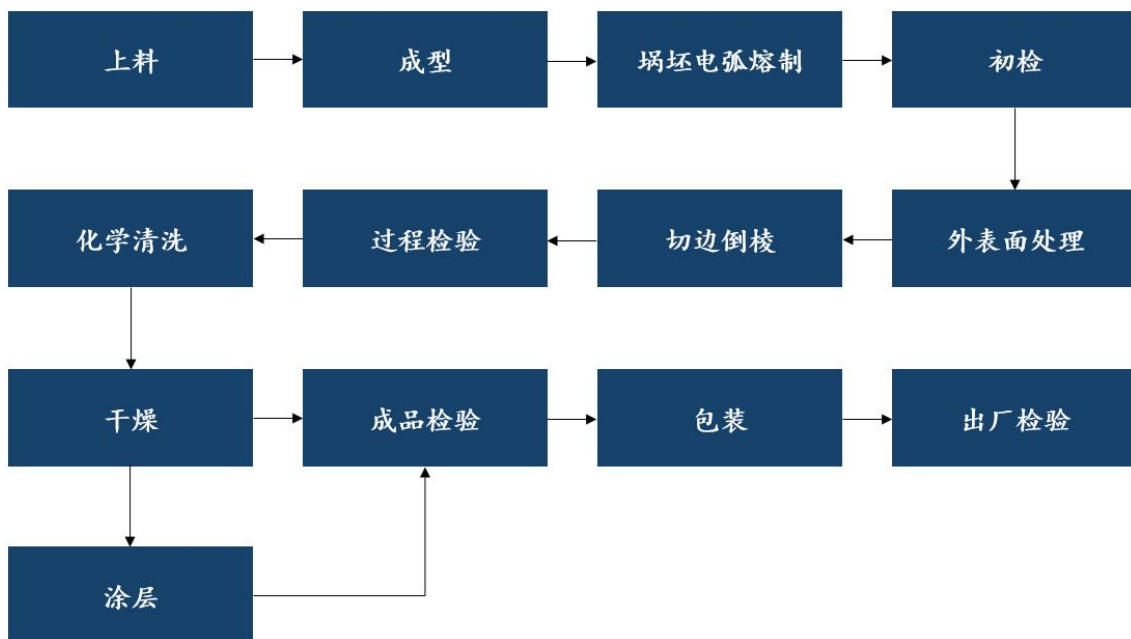 上料
成型
埚坯电弧熔制
初检
外表面处理
切边倒棱
过程检验
化学清洗
干燥
成品检验
包装
出厂检验
涂层